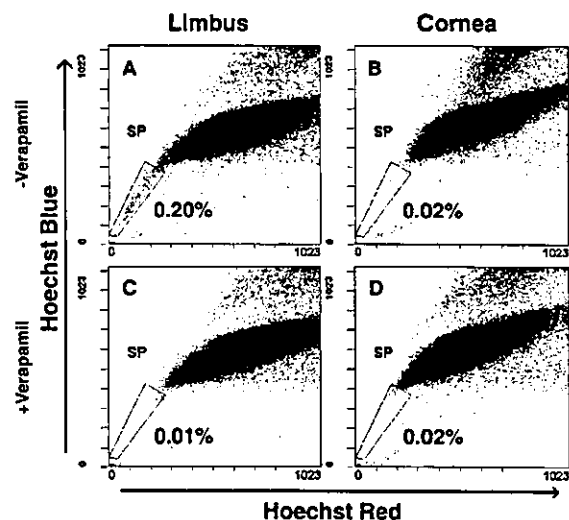 Limbus
Cornea
A
B
1023
1023
SP
SP
-Verapamil
0.20%
0.02%
0
1023
0
1023
Hoechst Blue
C
D
1023
1023
SP
SP
+Verapamil
0.01%
0.02%
0
1023
0
1023
Hoechst Red